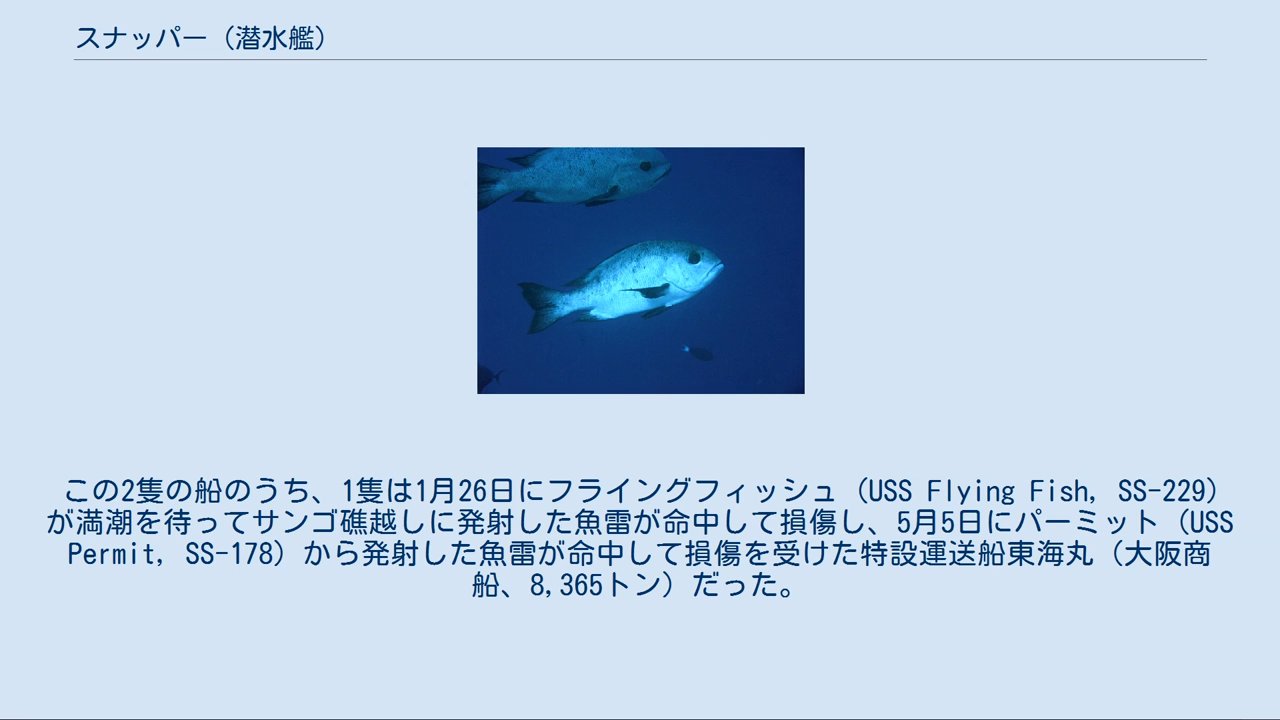 スナッパー（潜水艦）
この2隻の船のうち、1隻は1月26日にフライングフィッシュ（USS Flying Fish, SS-229）
が満潮を待ってサンゴ礁越しに発射した魚雷が命中して損傷し、5月5日にパーミット（USS
Permit, SS-178）から発射した魚雷が命中して損傷を受けた特設運送船東海丸（大阪商
船、8,365トン）だった。